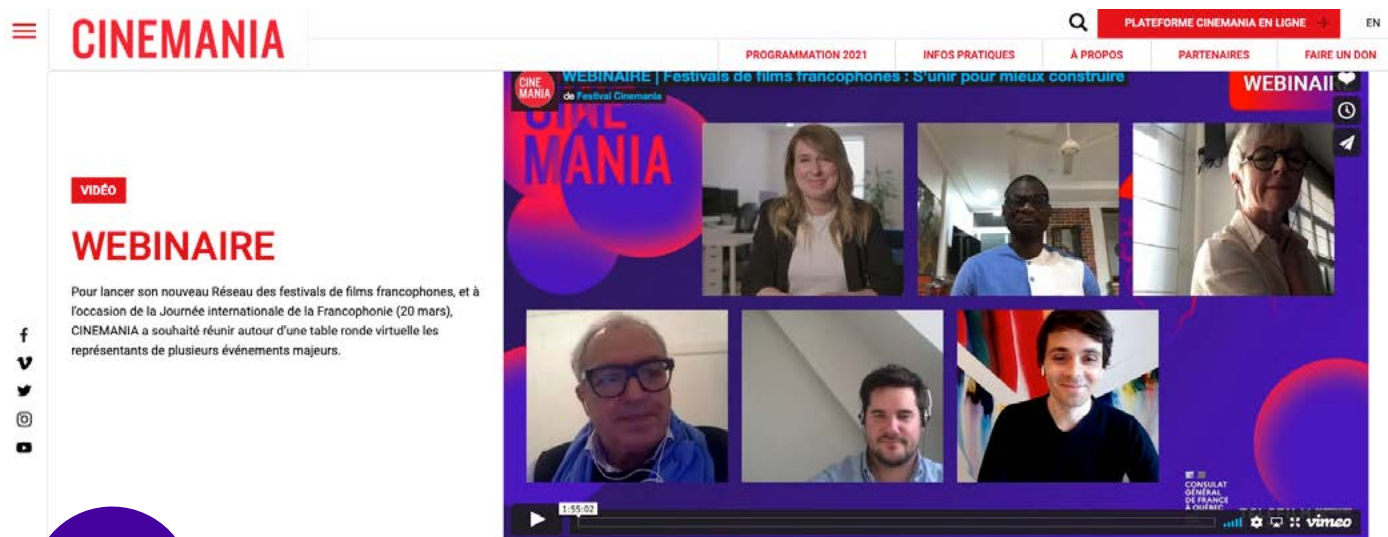 CINEMANIA
PLATEFORME CINEMANIA EN LIGNE
EN
PROGRAMMATION 2021
INFOS PRATIQUES
À PROPOS
PARTENAIRES
FAIRE UN DON
VIDÉO
WEBINAIRE
Pour lancer son nouveau Réseau des festivals de films francophones, et à
l'occasion de la Journée internationale de la Francophonie (20 mars),
CINEMANIA a souhaité réunir autour d'une table ronde virtuelle les
représentants de plusieurs événements majeurs.
CINE
MANIA
WEBINAIRE | Festivals de films francophones : S'unir pour mieux construire
de Festival Cinemania
CINE
MANIA
CONSULAT
GÉNÉRAL
DE FRANCE
À QUÉBEC
1:55:02
vimeo